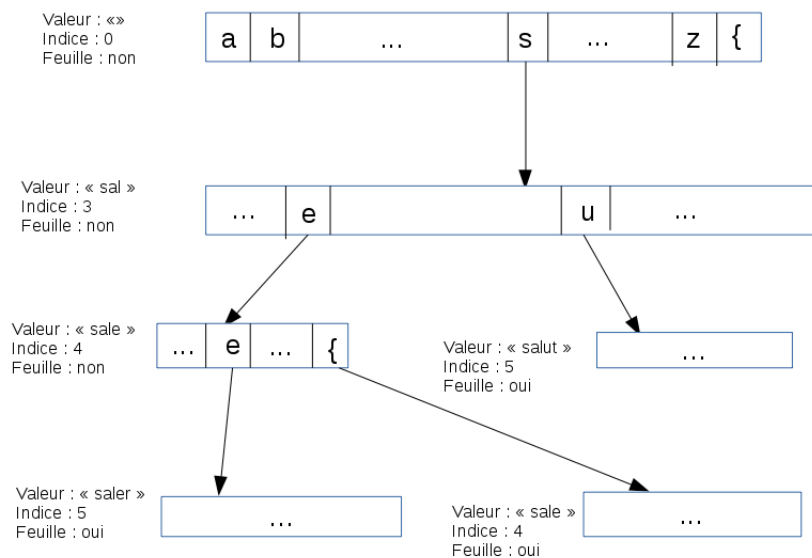 Valeur : «»
Indice : 0
Feuille : non
a b ... s ... z {
Valeur : « sal »
Indice : 3
Feuille : non
... e u ...
Valeur : « sale »
Indice : 4
Feuille : non
... e ... {
Valeur : « salut »
Indice : 5
Feuille : oui
...
Valeur : « saler »
Indice : 5
Feuille : oui
...
Valeur : « sale »
Indice : 4
Feuille : oui
...